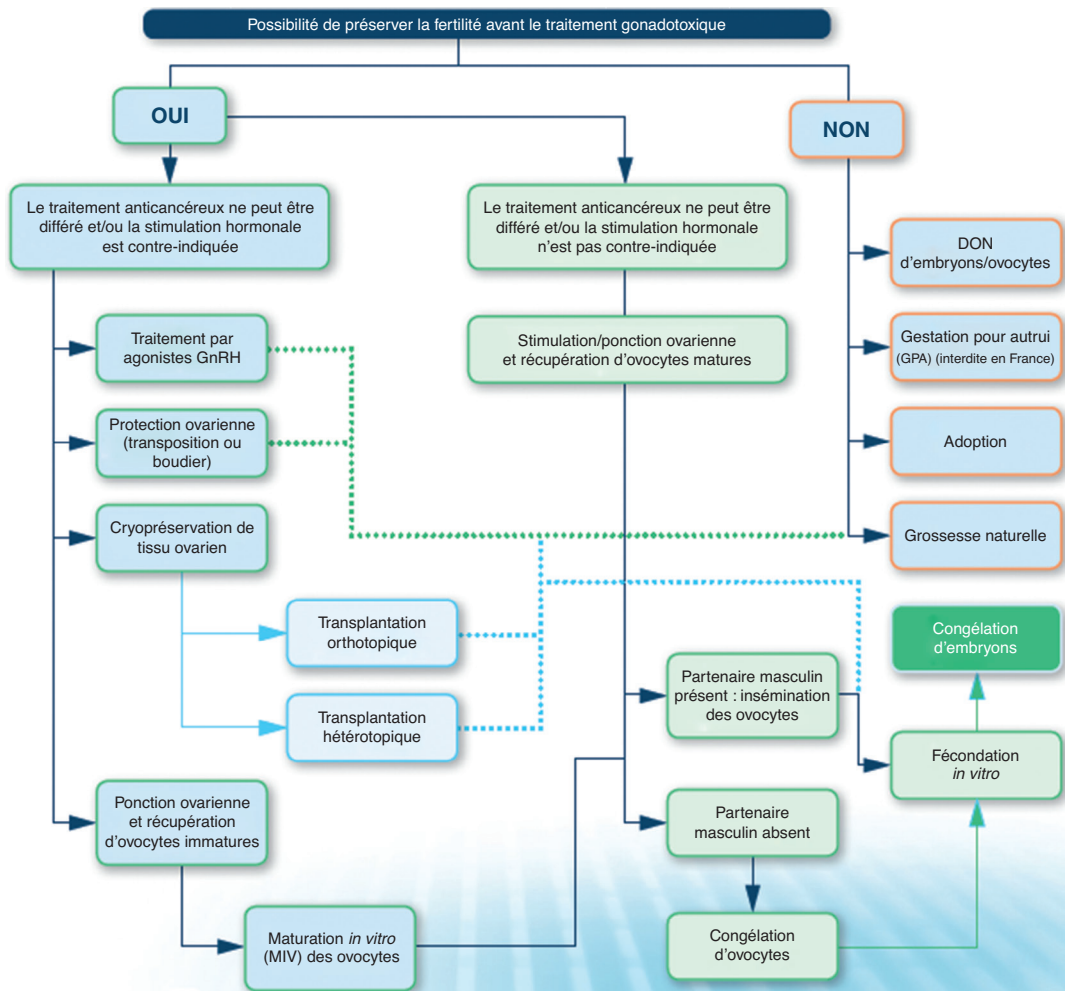 Possibilité de préserver la fertilité avant le traitement gonadotoxique
OUI
NON
Le traitement anticancéreux ne peut être
différé et/ou la stimulation hormonale
est contre-indiquée
Le traitement anticancéreux ne peut être
différé et/ou la stimulation hormonale
n'est pas contre-indiquée
DON
d'embryons/ovocytes
Traitement par
agonistes GnRH
Stimulation/ponction ovarienne
et récupération d'ovocytes matures
Gestation pour autrui
(GPA) (interdite en France)
Protection ovarienne
(transposition ou
boudier)
Adoption
Cryopréservation de
tissu ovarien
Grossesse naturelle
Transplantation
orthotopique
Congélation
d'embryons
Partenaire masculin
présent : insémination
des ovocytes
Transplantation
hétérotopique
Fécondation
in vitro
Ponction ovarienne
et récupération
d'ovocytes immatures
Partenaire
masculin absent
Maturation in vitro
(MIV) des ovocytes
Congélation
d'ovocytes